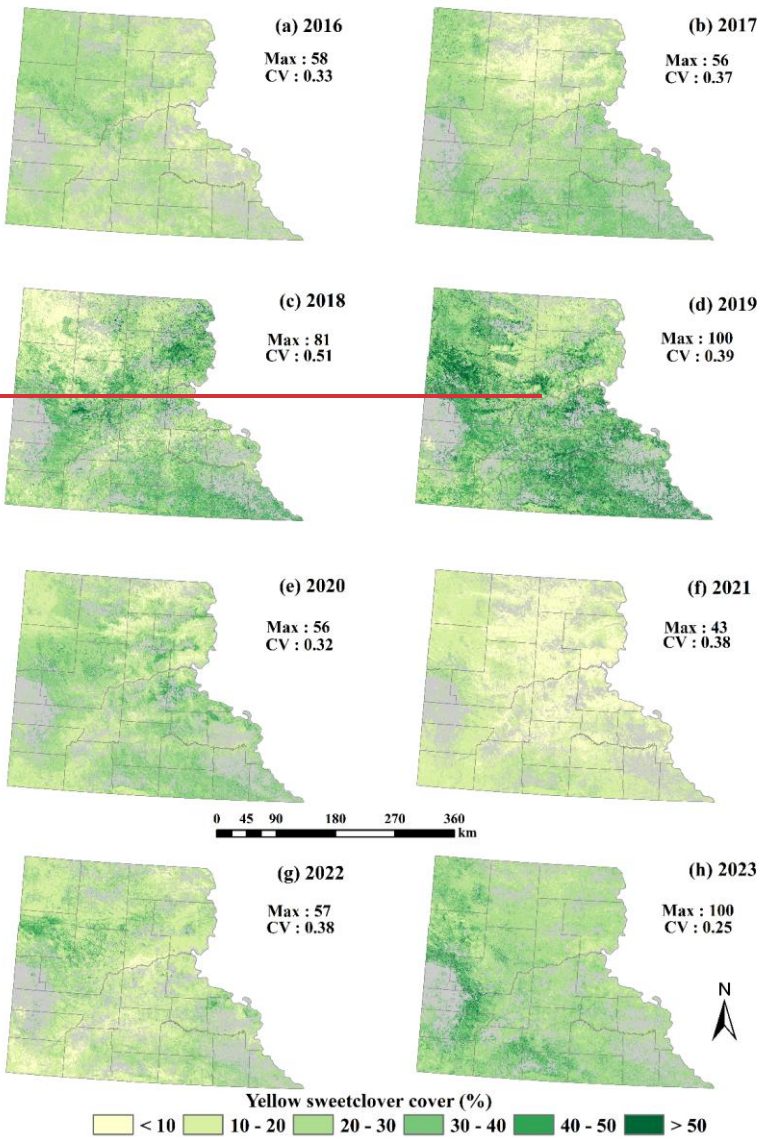 (a) 2016
Max : 58
CV : 0.33
(b) 2017
Max : 56
CV : 0.37
(c) 2018
Max : 81
CV : 0.51
(d) 2019
Max : 100
CV : 0.39
(e) 2020
Max : 56
CV : 0.32
(f) 2021
Max : 43
CV : 0.38
0 45 90 180 270 360
km
(g) 2022
Max : 57
CV : 0.38
(h) 2023
Max : 100
CV : 0.25
N
Yellow sweetclover cover (%)
< 10 10 - 20 20 - 30 30 - 40 40 - 50 > 50